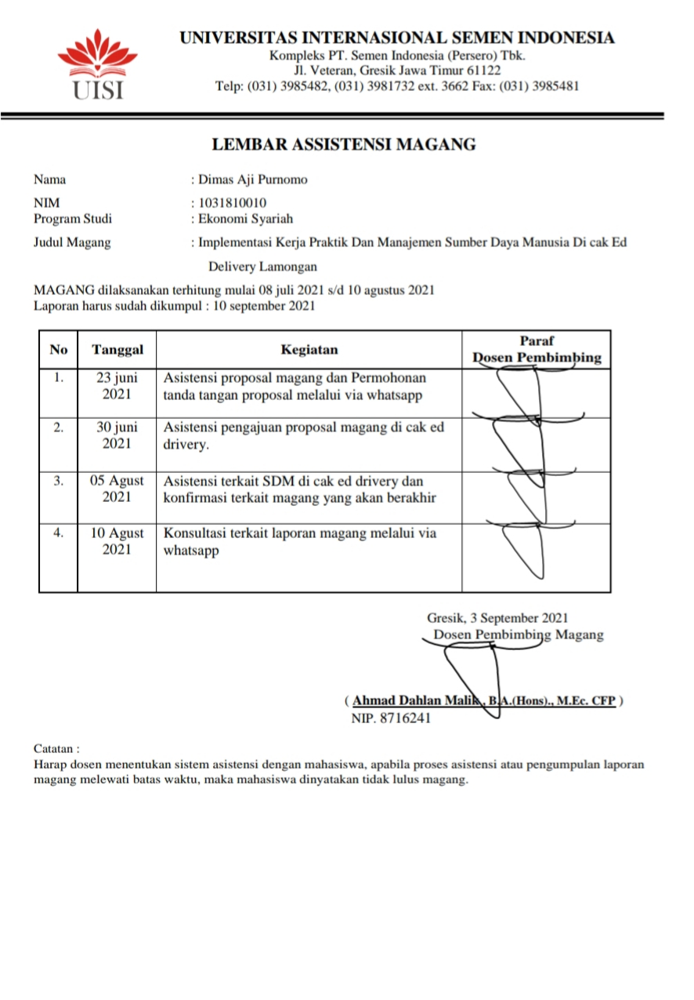 UNIVERSITAS INTERNASIONAL SEMEN INDONESIA
Kompleks PT. Semen Indonesia (Persero) Tbk.
Jl. Veteran, Gresik Jawa Timur 61122
Telp: (031) 3985482, (031) 3981732 ext. 3662 Fax: (031) 3985481
UISI
LEMBAR ASSISTENSI MAGANG
Nama : Dimas Aji Purnomo
NIM : 1031810010
Program Studi : Ekonomi Syariah
Judul Magang : Implementasi Kerja Praktik Dan Manajemen Sumber Daya Manusia Di cak Ed
Delivery Lamongan
MAGANG dilaksanakan terhitung mulai 08 juli 2021 s/d 10 agustus 2021
Laporan harus sudah dikumpul : 10 september 2021
No Tanggal Kegiatan Paraf
Dosen Pembimbing
1. 23 juni Asistensi proposal magang dan Permohonan
2021 tanda tangan proposal melalui via whatsapp
2. 30 juni Asistensi pengajuan proposal magang di cak ed
2021 drivery.
3. 05 Agust Asistensi terkait SDM di cak ed drivery dan
2021 konfirmasi terkait magang yang akan berakhir
4. 10 Agust Konsultasi terkait laporan magang melalui via
2021 whatsapp
Gresik, 3 September 2021
Dosen Pembimbing Magang
( Ahmad Dahlan Malik , B.A.(Hons)., M.Ec. CFP )
NIP. 8716241
Catatan :
Harap dosen menentukan sistem asistensi dengan mahasiswa, apabila proses asistensi atau pengumpulan laporan
magang melewati batas waktu, maka mahasiswa dinyatakan tidak lulus magang.